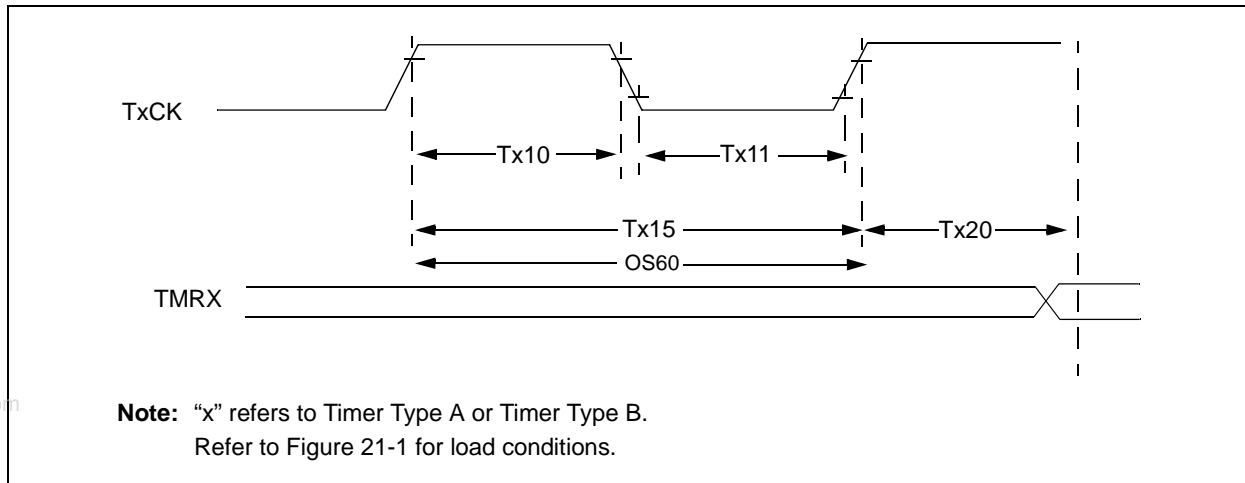 TxCK
Tx10
Tx11
Tx15
Tx20
OS60
TMRX
om
Note: “x” refers to Timer Type A or Timer Type B.
Refer to Figure 21-1 for load conditions.